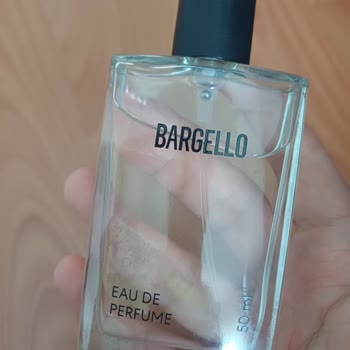 BARGELLO
EAU DE
PERFUME
50 ml